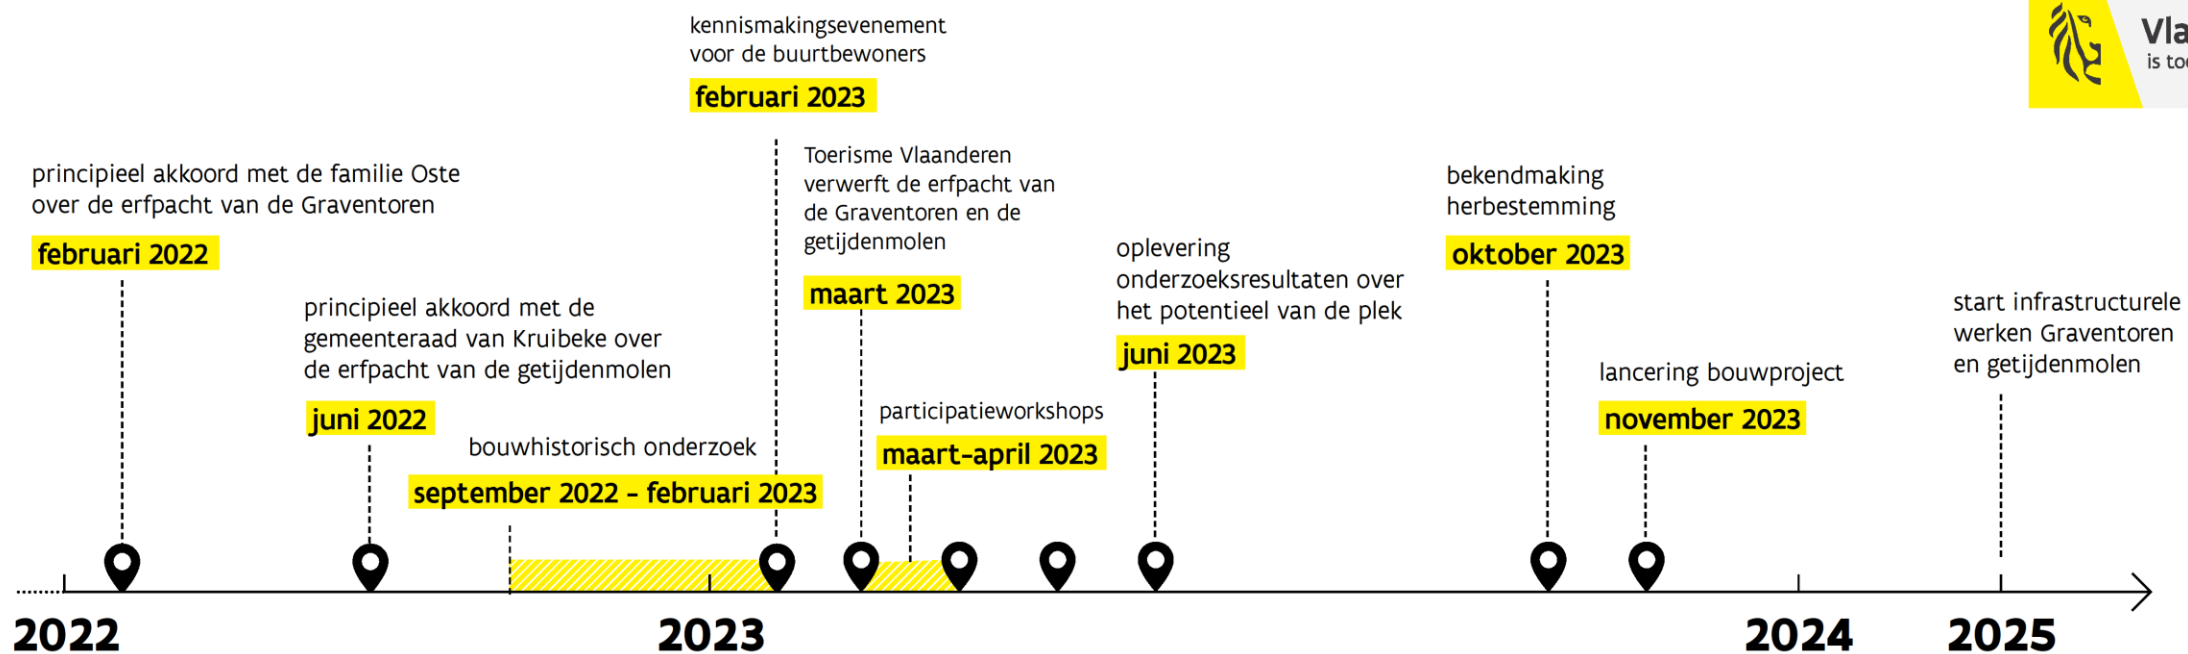 kennismakingsevenement
voor de buurtbewoners
februari 2023
Vla
is toe
principieel akkoord met de familie Oste
over de erfpacht van de Graventoren
februari 2022
Toerisme Vlaanderen
verwerft de erfpacht van
de Graventoren en de
getijdenmolen
maart 2023
bekendmaking
herbestemming
oktober 2023
oplevering
onderzoeksresultaten over
het potentieel van de plek
juni 2023
principieel akkoord met de
gemeenteraad van Kruibeke over
de erfpacht van de getijdenmolen
juni 2022
start infrastructurele
werken Graventoren
en getijdenmolen
lancering bouwproject
november 2023
participatieworkshops
maart-april 2023
bouwhistorisch onderzoek
september 2022 - februari 2023
2022
2023
2024
2025